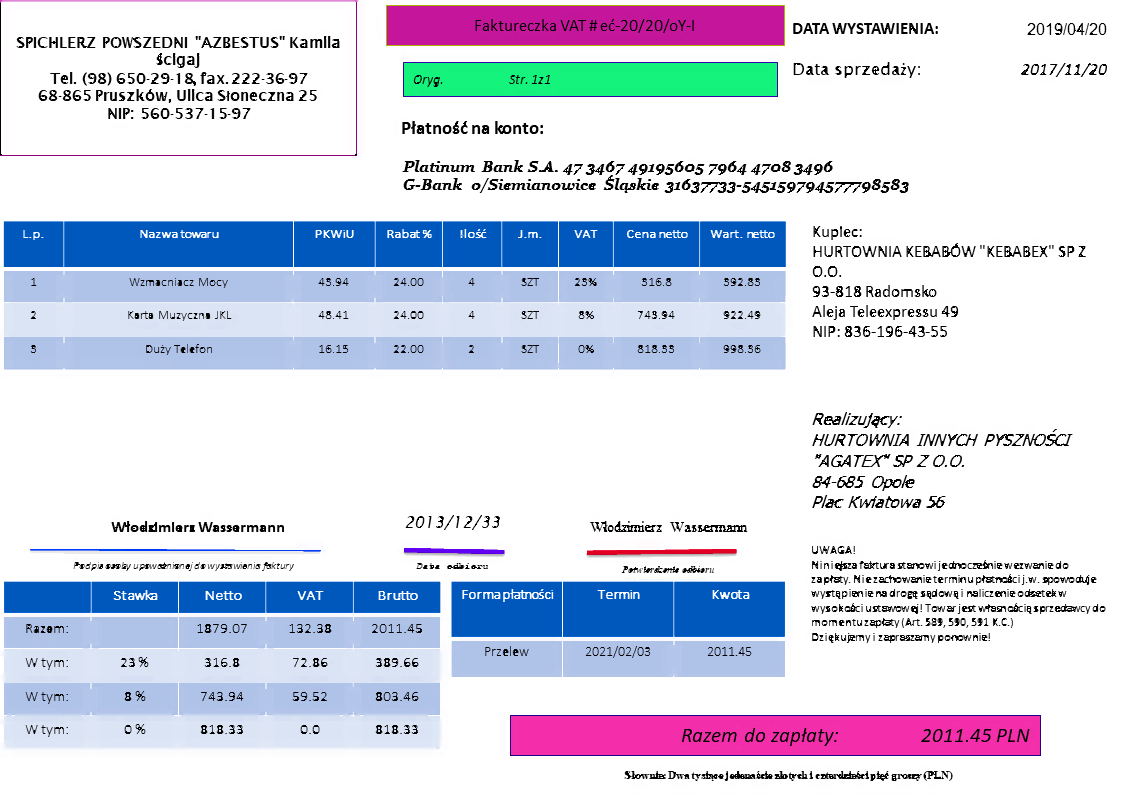 SPICHLERZ POWSZEDNI "AZBESTUS" Kamila
Ścigaj
Tel. (98) 650-29-18, fax. 222-36-97
68-865 Pruszków, Ulica Słoneczna 25
NIP: 560-537-15-97
Faktureczka VAT # eć-20/20/oY-I
Oryg. Str. 1z1
DATA WYSTAWIENIA: 2019/04/20
Data sprzedaży: 2017/11/20
Płatność na konto:
Platinum Bank S.A. 47 3467 49195605 7964 4708 3496
G-Bank o/Siemianowice Śląskie 31637733-545159794577798583
L.p. Nazwa towaru PKWiU Rabat % Ilość J.m. VAT Cena netto Wart. netto
1 Wzmacniacz Mocy 43.94 24.00 4 SZT 23% 316.8 392.83
2 Karta Muzyczna JKL 48.41 24.00 4 SZT 8% 743.94 922.49
3 Duży Telefon 16.15 22.00 2 SZT 0% 818.33 998.36
Kupiec:
HURTOWNIA KEBABÓW "KEBABEX" SP Z
O.O.
93-818 Radomsko
Aleja Teleexpressu 49
NIP: 836-196-43-55
Realizujący:
HURTOWNIA INNYCH PYSZNOŚCI
"AGATEX" SP Z O.O.
84-685 Opole
Plac Kwiatowa 56
Włodzimierz Wassermann
Podpis osoby upoważnionej do wystawienia faktury
2013/12/33
Data odbioru
Włodzimierz Wassermann
Potwierdzenie odbioru
UWAGA!
Niniejsza faktura stanowi jednocześnie wezwanie do
zapłaty. Nie zachowanie terminu płatności j.w. spowoduje
wystąpienie na drogę sądową i naliczenie odsetek w
wysokości ustawowej! Towar jest własnością sprzedawcy do
momentu zapłaty (Art. 589, 590, 591 K.C.)
Dziękujemy i zapraszamy ponownie!
Stawka Netto VAT Brutto
Razem: 1879.07 132.38 2011.45
W tym: 23 % 316.8 72.86 389.66
W tym: 8 % 743.94 59.52 803.46
W tym: 0 % 818.33 0.0 818.33
Forma płatności Termin Kwota
Przelew 2021/02/03 2011.45
Razem do zapłaty: 2011.45 PLN
Słownie: Dwa tysiące jedenaście złotych i czterdzieści pięć groszy (PLN)